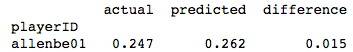 actual predicted difference
playerID
allenbe01 0.247 0.262 0.015